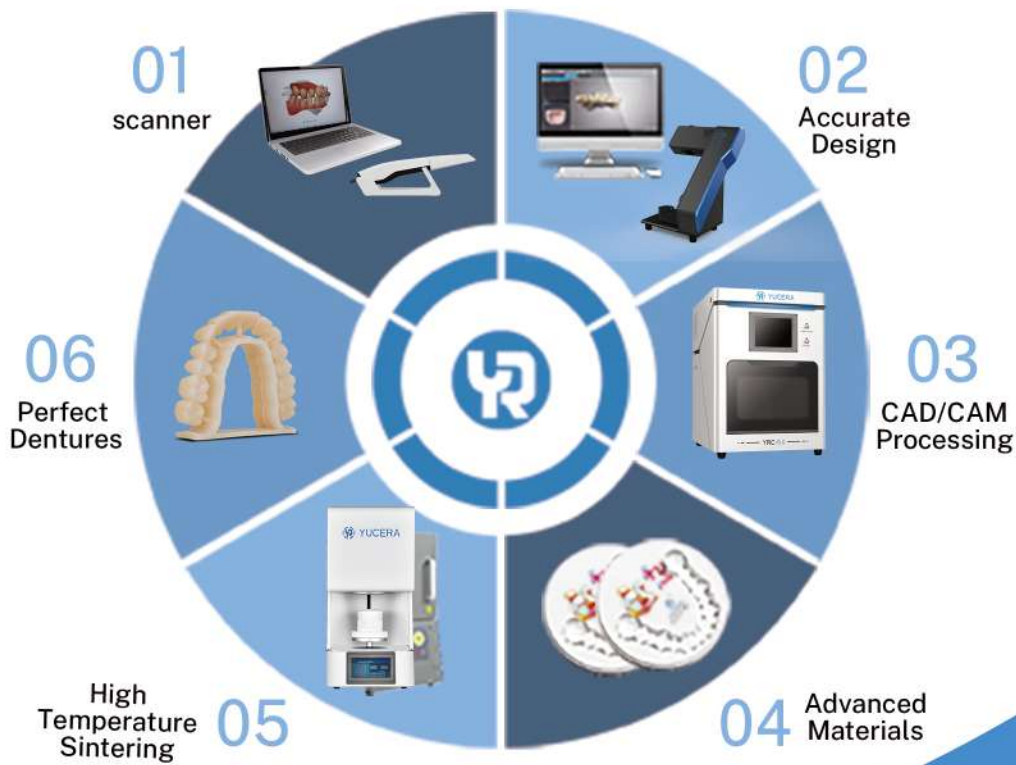 01
scanner
02
Accurate
Design
YUCERA
03
CAD/CAM
Processing
06
Perfect
Dentures
YR
YUCERA
High
Temperature
Sintering
05
04
Advanced
Materials